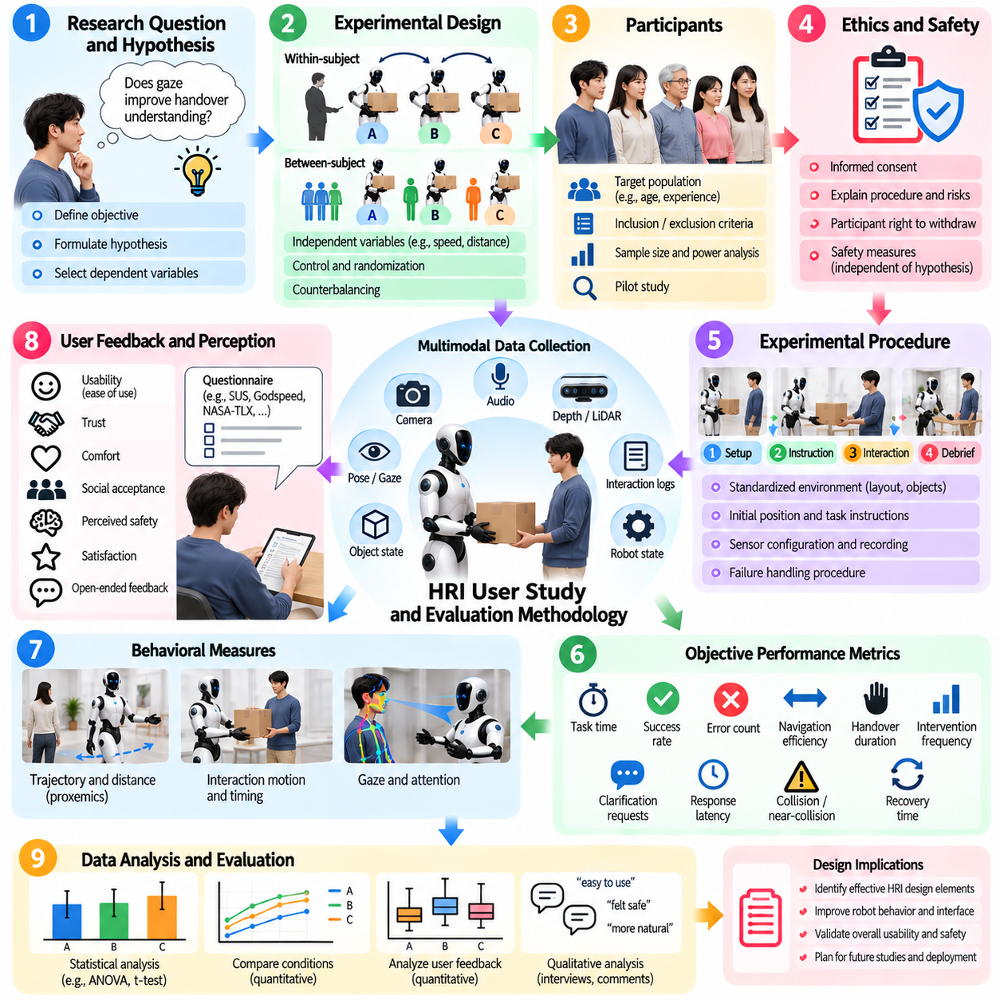 1
Research Question
and Hypothesis
Does gaze
improve handover
understanding?
Define objective
Formulate hypothesis
Select dependent variables
2
Experimental Design
Within-subject
A
B
C
Between-subject
A
B
C
Independent variables (e.g., speed, distance)
Control and randomization
Counterbalancing
3
Participants
Target population
(e.g., age, experience)
Inclusion / exclusion criteria
Sample size and power analysis
Pilot study
4
Ethics and Safety
Informed consent
Explain procedure and risks
Participant right to withdraw
Safety measures
(independent of hypothesis)
8
User Feedback and Perception
Usability
(ease of use)
Trust
Comfort
Social acceptance
Perceived safety
Satisfaction
Open-ended feedback
Questionnaire
(e.g., SUS, Godspeed,
NASA-TLX, ...)
Multimodal Data Collection
Camera
Audio
Depth / LiDAR
Pose / Gaze
Interaction logs
Object state
Robot state
HRI User Study
and Evaluation Methodology
5
Experimental Procedure
1 Setup
2 Instruction
3 Interaction
4 Debrief
Standardized environment (layout, objects)
Initial position and task instructions
Sensor configuration and recording
Failure handling procedure
7
Behavioral Measures
Trajectory and distance
(proxemics)
Interaction motion
and timing
Gaze and attention
6
Objective Performance Metrics
Task time
Success
rate
Error count
Navigation
efficiency
Handover
duration
Intervention
frequency
Clarification
requests
Response
latency
Collision /
near-collision
Recovery
time
9
Data Analysis and Evaluation
A
B
C
Statistical analysis
(e.g., ANOVA, t-test)
A
B
C
Compare conditions
(quantitative)
A
B
C
Analyze user feedback
(quantitative)
"easy to use"
"felt safe"
"more natural"
Qualitative analysis
(interviews, comments)
Design Implications
Identify effective HRI design elements
Improve robot behavior and interface
Validate overall usability and safety
Plan for future studies and deployment